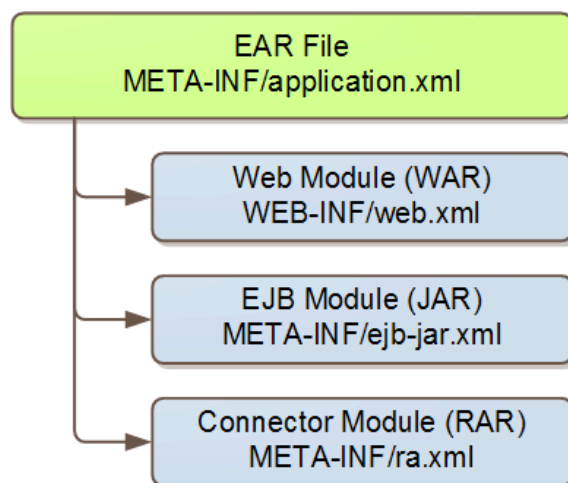 EAR File
META-INF/application.xml
Web Module (WAR)
WEB-INF/web.xml
EJB Module (JAR)
META-INF/ejb-jar.xml
Connector Module (RAR)
META-INF/ra.xml